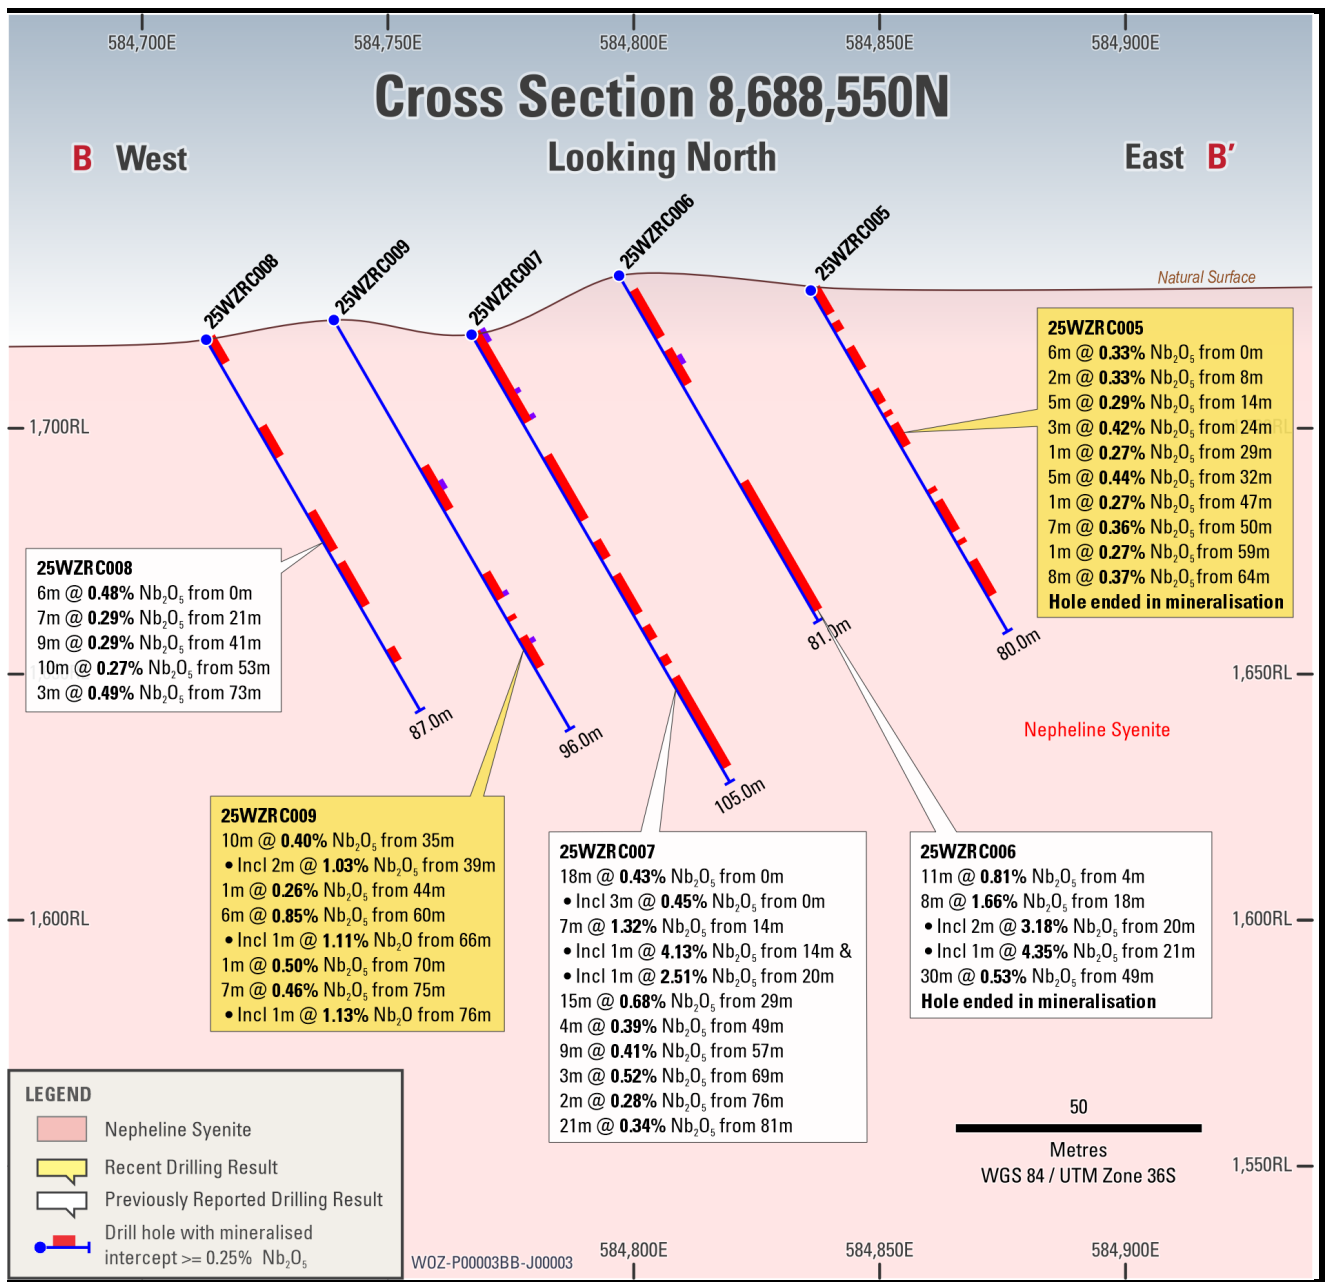 584,700E 584,750E 584,800E 584,850E 584,900E
Cross Section 8,688,550N
B West Looking North East B′
25WZRC008
25WZRC009
25WZRC007
25WZRC006
25WZRC005
Natural Surface
25WZRC005
6m @ 0.33% Nb₂O₅ from 0m
2m @ 0.33% Nb₂O₅ from 8m
5m @ 0.29% Nb₂O₅ from 14m
3m @ 0.42% Nb₂O₅ from 24m
1m @ 0.27% Nb₂O₅ from 29m
5m @ 0.44% Nb₂O₅ from 32m
1m @ 0.27% Nb₂O₅ from 47m
7m @ 0.36% Nb₂O₅ from 50m
1m @ 0.27% Nb₂O₅ from 59m
8m @ 0.37% Nb₂O₅ from 64m
Hole ended in mineralisation
1,700RL
25WZRC008
6m @ 0.48% Nb₂O₅ from 0m
7m @ 0.29% Nb₂O₅ from 21m
9m @ 0.29% Nb₂O₅ from 41m
10m @ 0.27% Nb₂O₅ from 53m
3m @ 0.49% Nb₂O₅ from 73m
87.0m
96.0m
105.0m
81.0m
80.0m
1,650RL
Nepheline Syenite
25WZRC009
10m @ 0.40% Nb₂O₅ from 35m
• Incl 2m @ 1.03% Nb₂O₅ from 39m
1m @ 0.26% Nb₂O₅ from 44m
6m @ 0.85% Nb₂O₅ from 60m
• Incl 1m @ 1.11% Nb₂O from 66m
1m @ 0.50% Nb₂O₅ from 70m
7m @ 0.46% Nb₂O₅ from 75m
• Incl 1m @ 1.13% Nb₂O from 76m
25WZRC007
18m @ 0.43% Nb₂O₅ from 0m
• Incl 3m @ 0.45% Nb₂O₅ from 0m
7m @ 1.32% Nb₂O₅ from 14m
• Incl 1m @ 4.13% Nb₂O₅ from 14m &
• Incl 1m @ 2.51% Nb₂O₅ from 20m
15m @ 0.68% Nb₂O₅ from 29m
4m @ 0.39% Nb₂O₅ from 49m
9m @ 0.41% Nb₂O₅ from 57m
3m @ 0.52% Nb₂O₅ from 69m
2m @ 0.28% Nb₂O₅ from 76m
21m @ 0.34% Nb₂O₅ from 81m
25WZRC006
11m @ 0.81% Nb₂O₅ from 4m
8m @ 1.66% Nb₂O₅ from 18m
• Incl 2m @ 3.18% Nb₂O₅ from 20m
• Incl 1m @ 4.35% Nb₂O₅ from 21m
30m @ 0.53% Nb₂O₅ from 49m
Hole ended in mineralisation
1,600RL 1,600RL
LEGEND
Nepheline Syenite
Recent Drilling Result
Previously Reported Drilling Result
Drill hole with mineralised
intercept >= 0.25% Nb₂O₅
50
Metres
WGS 84 / UTM Zone 36S
1,550RL
WOZ-P00003BB-J00003
584,800E 584,850E 584,900E